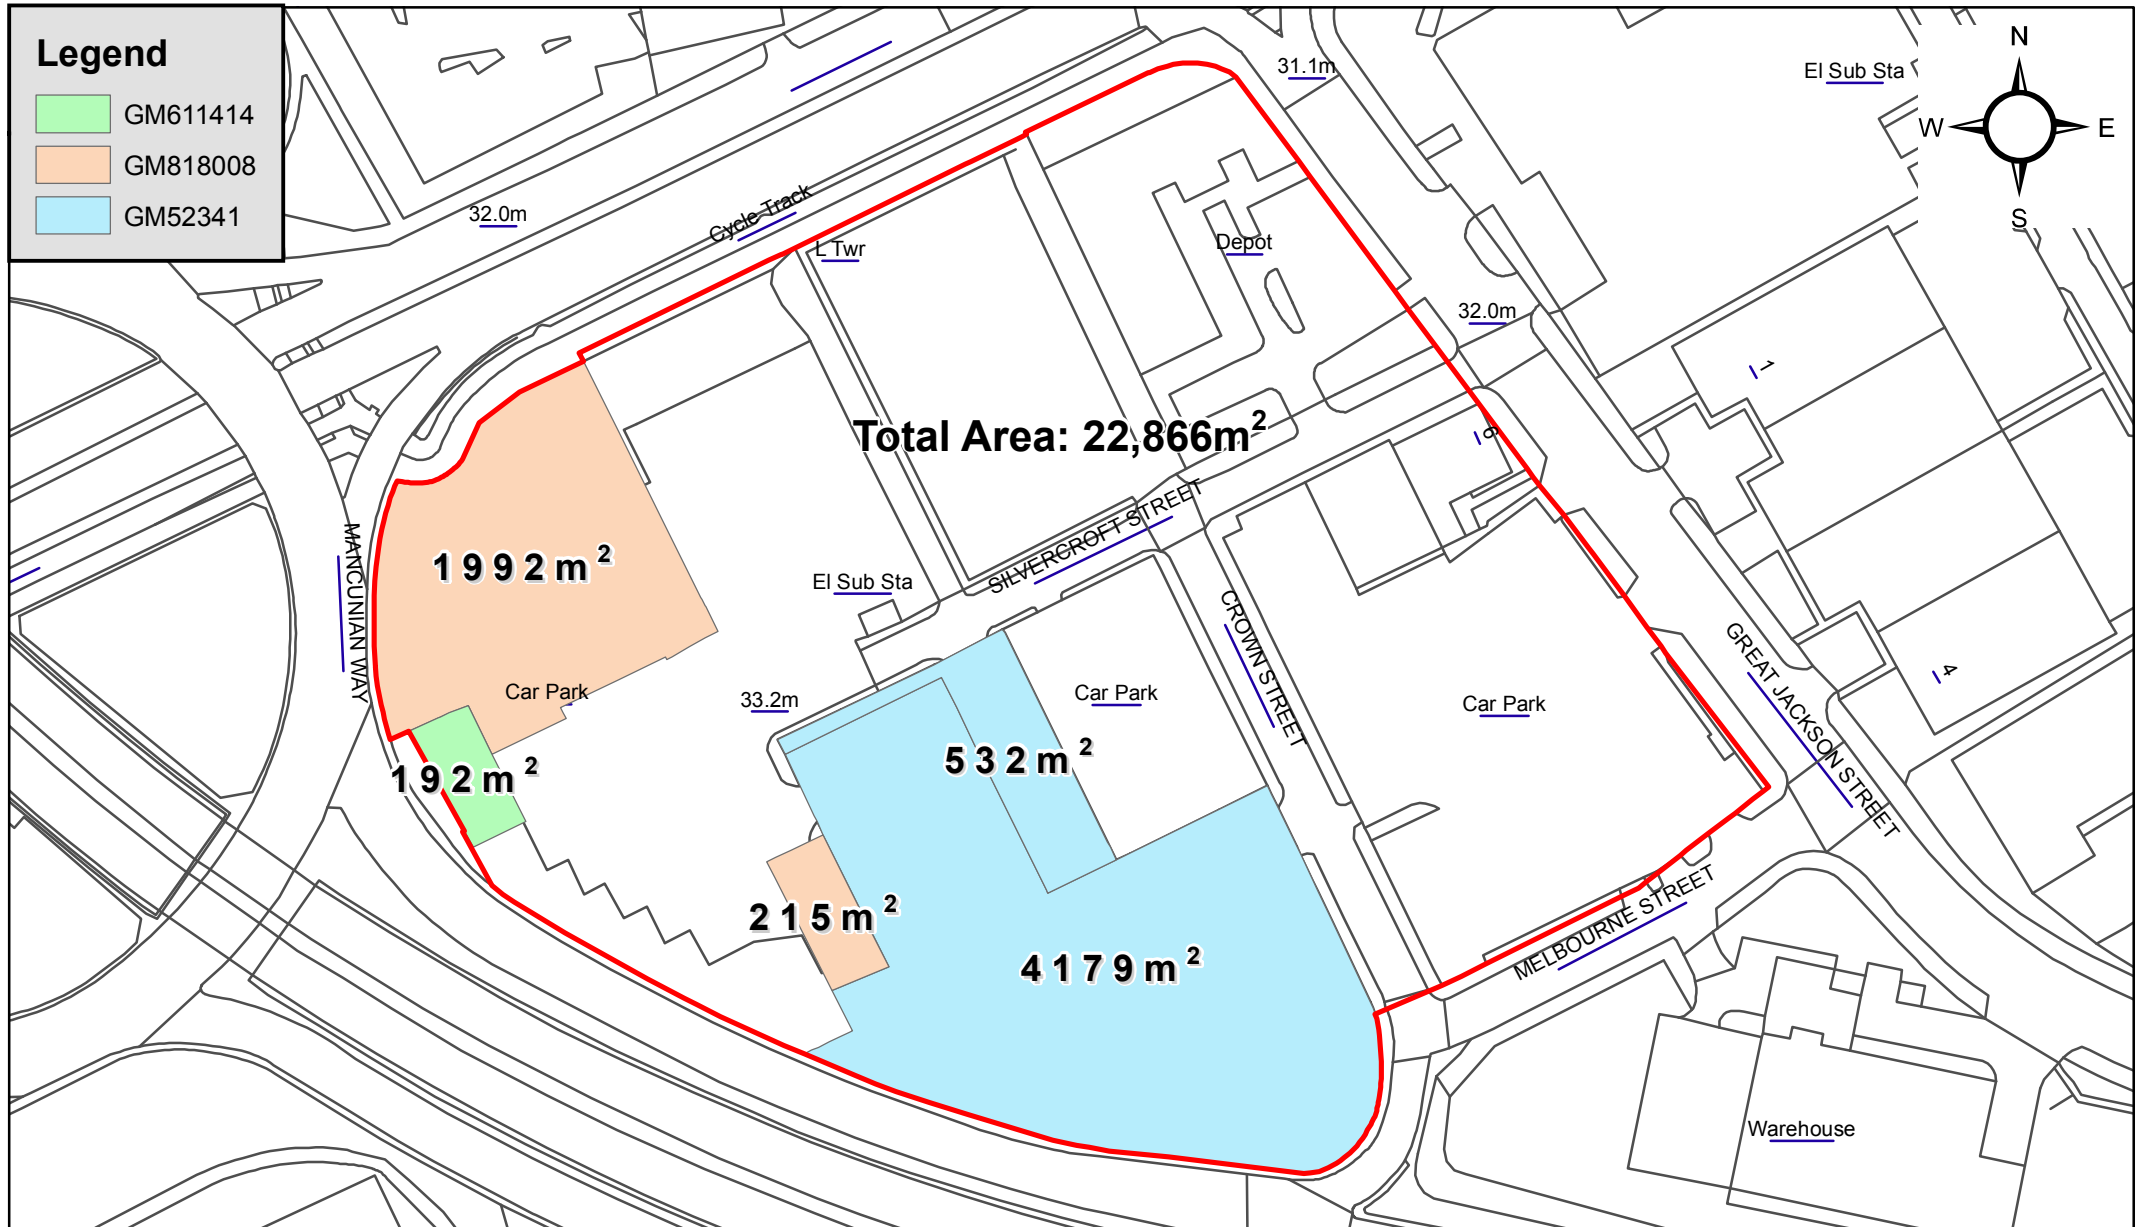 Legend
GM611414
GM818008
GM52341
N
W
E
S
31.1m
El Sub Sta
32.0m
Cycle Track
L Twr
Depot
32.0m
1
Total Area: 22,866m²
6
MANCUNIAN WAY
1992m²
El Sub Sta
SILVERCROFT STREET
CROWN STREET
GREAT JACKSON STREET
4
Car Park
33.2m
Car Park
Car Park
192m²
532m²
215m²
4179m²
MELBOURNE STREET
Warehouse